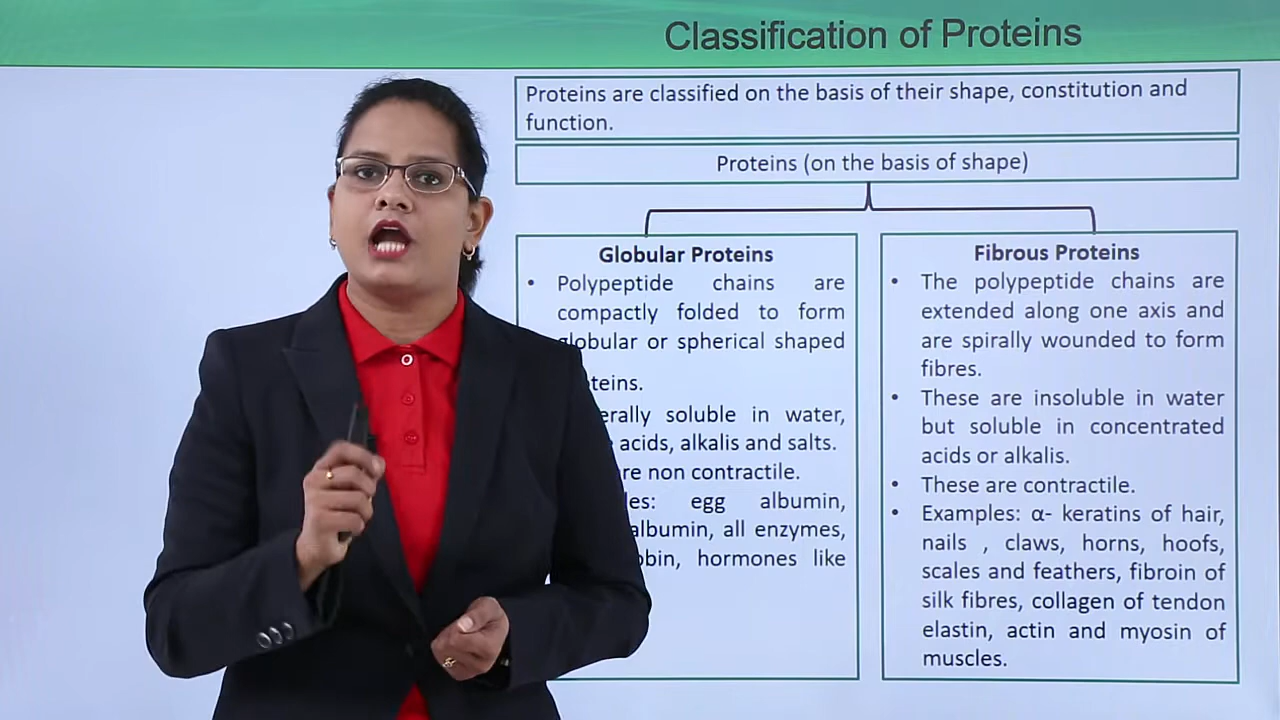 Classification of Proteins
Proteins are classified on the basis of their shape, constitution and
function.
Proteins (on the basis of shape)
Globular Proteins
• Polypeptide chains are
compactly folded to form
globular or spherical shaped
teins.
erally soluble in water,
acids, alkalis and salts.
re non contractile.
les: egg albumin,
albumin, all enzymes,
obin, hormones like
Fibrous Proteins
• The polypeptide chains are
extended along one axis and
are spirally wounded to form
fibres.
• These are insoluble in water
but soluble in concentrated
acids or alkalis.
• These are contractile.
• Examples: α- keratins of hair,
nails , claws, horns, hoofs,
scales and feathers, fibroin of
silk fibres, collagen of tendon
elastin, actin and myosin of
muscles.